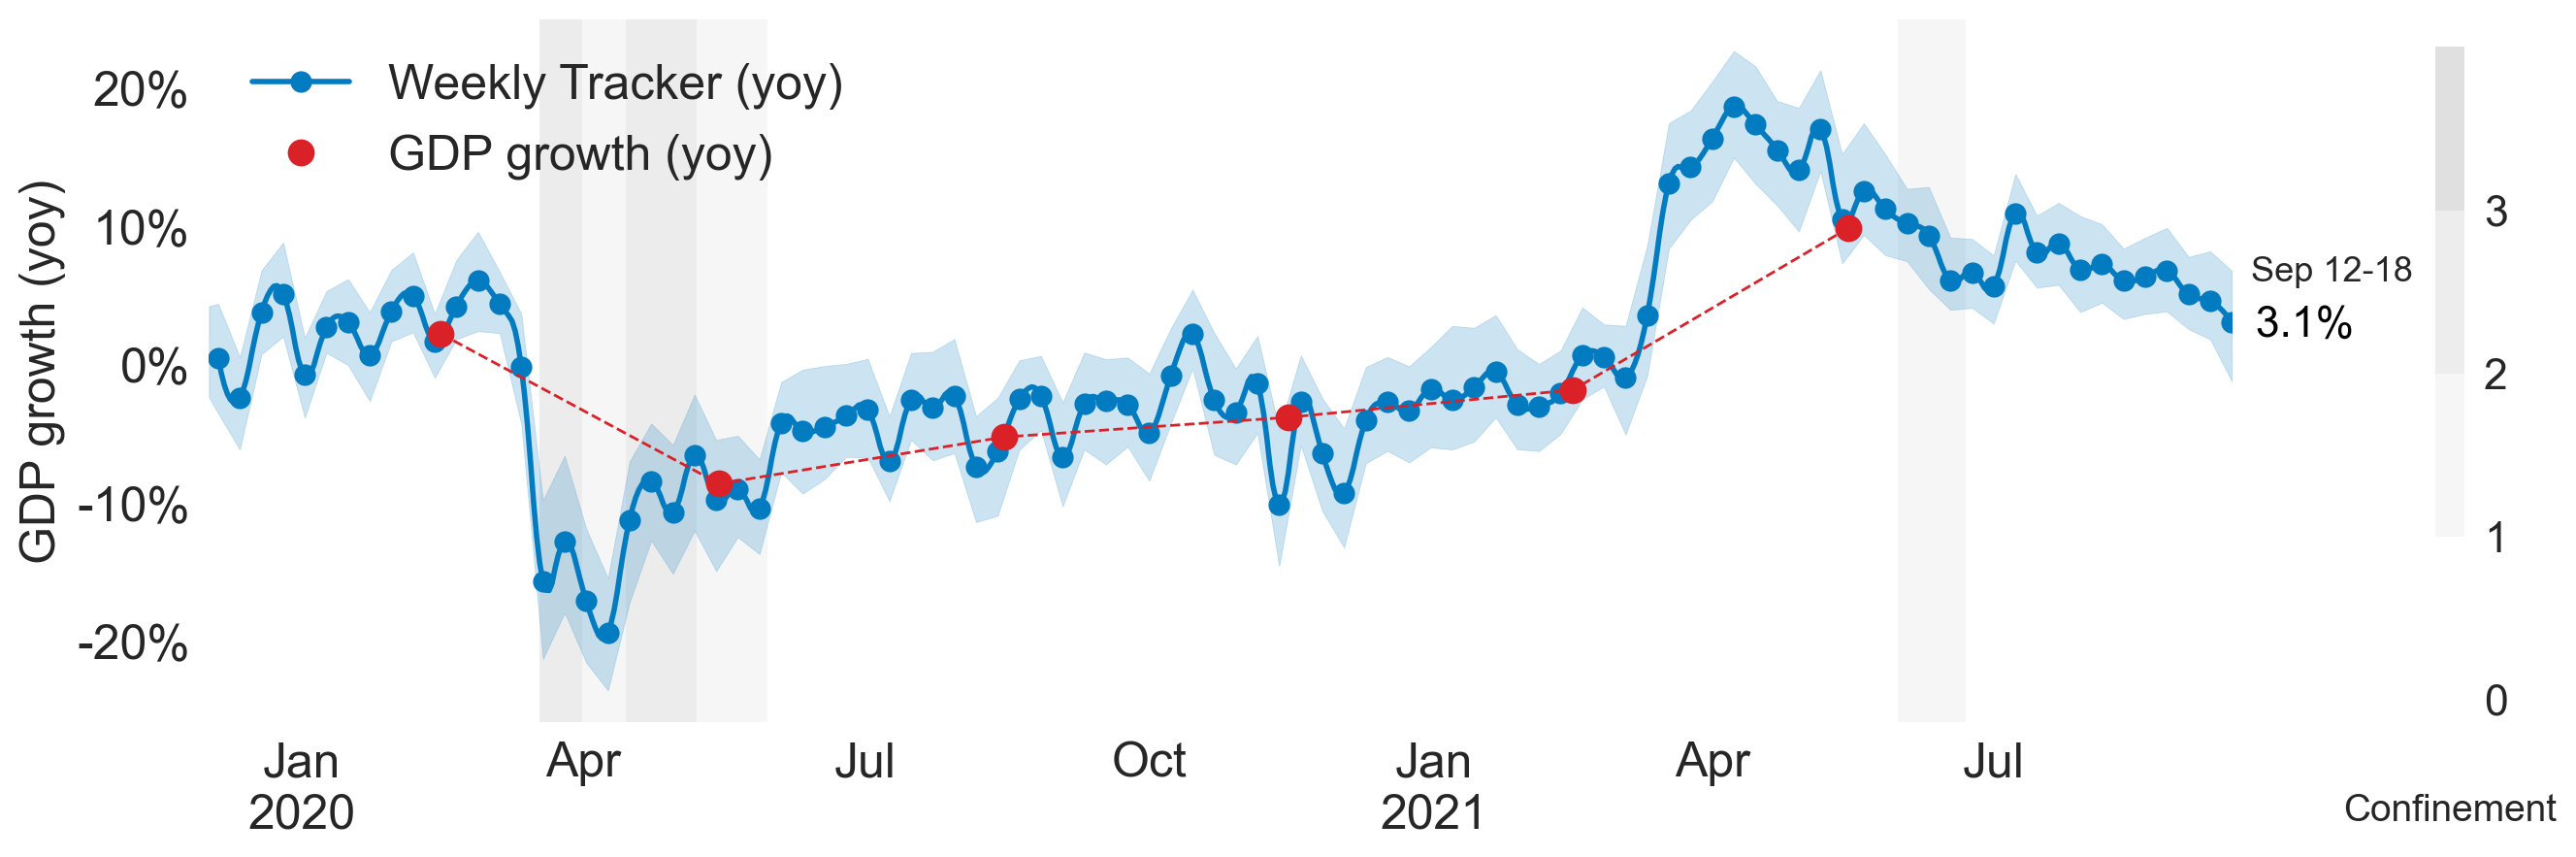 Weekly Tracker (yoy)
GDP growth (yoy)
GDP growth (yoy)
20%
10%
0%
-10%
-20%
Sep 12-18
3.1%
3
2
1
0
Jan
2020
Apr
Jul
Oct
Jan
2021
Apr
Jul
Confinement